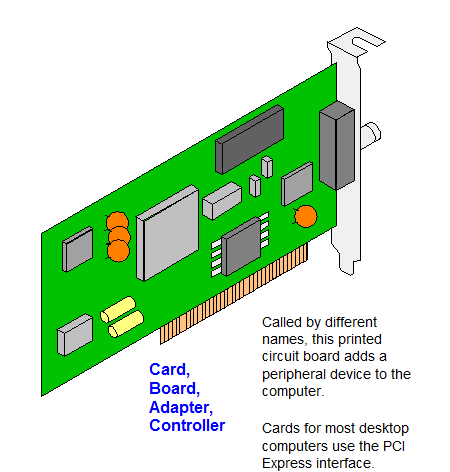 Called by different
names, this printed
circuit board adds a
peripheral device to the
computer.
Card,
Board,
Adapter,
Controller
Cards for most desktop
computers use the PCI
Express interface.